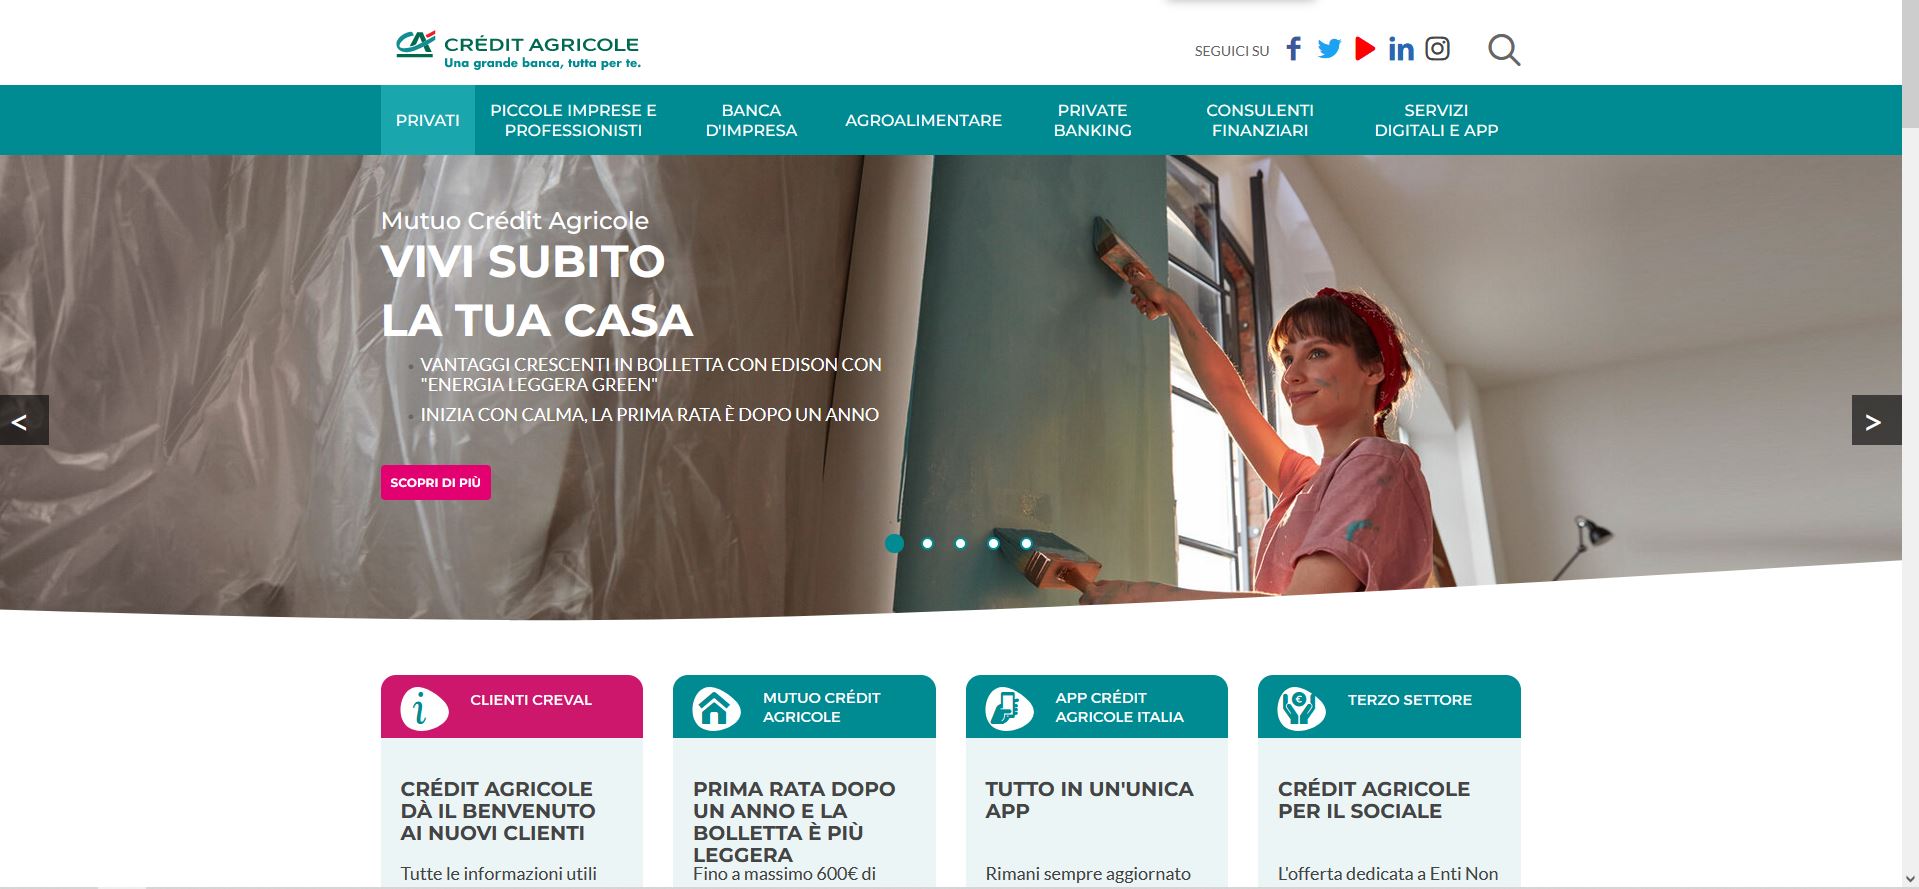 CRÉDIT AGRICOLE
Una grande banca, tutta per te.
SEGUICI SU
PRIVATI
PICCOLE IMPRESE E
PROFESSIONISTI
BANCA
D'IMPRESA
AGROALIMENTARE
PRIVATE
BANKING
CONSULENTI
FINANZIARI
SERVIZI
DIGITALI E APP
Mutuo Crédit Agricole
VIVI SUBITO
LA TUA CASA
VANTAGGI CRESCENTI IN BOLLETTA CON EDISON CON
"ENERGIA LEGGERA GREEN"
INIZIA CON CALMA, LA PRIMA RATA È DOPO UN ANNO
<
>
SCOPRI DI PIÙ
CLIENTI CREVAL
CRÉDIT AGRICOLE
DÀ IL BENVENUTO
AI NUOVI CLIENTI
Tutte le informazioni utili
MUTUO CRÉDIT
AGRICOLE
PRIMA RATA DOPO
UN ANNO E LA
BOLLETTA È PIÙ
LEGGERA
Fino a massimo 600€ di
APP CRÉDIT
AGRICOLE ITALIA
TUTTO IN UN'UNICA
APP
Rimani sempre aggiornato
TERZO SETTORE
CRÉDIT AGRICOLE
PER IL SOCIALE
L'offerta dedicata a Enti Non